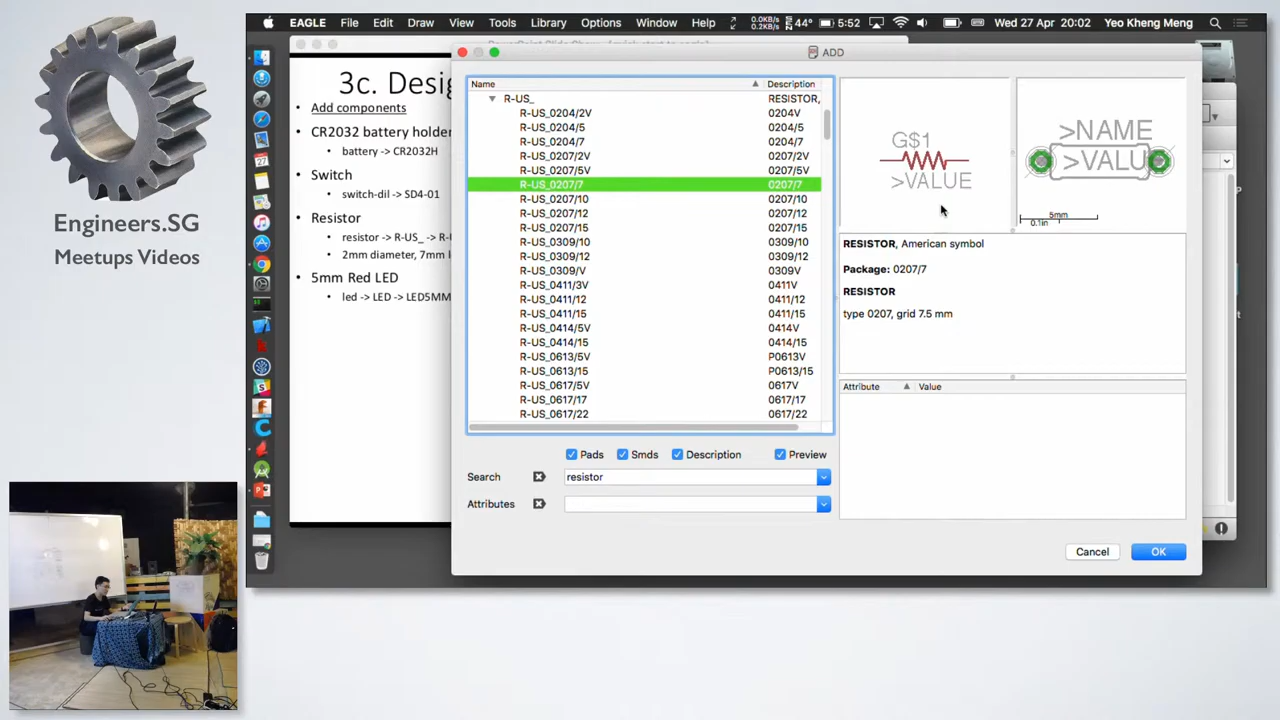 EAGLE File Edit Draw View Tools Library Options Window Help 0.0KB/s 0.2KB/s 44° 5:52 Wed 27 Apr 20:02 Yeo Kheng Meng
ADD
3c. Desig
Add components
CR2032 battery holder
battery -> CR2032H
Switch
switch-dil -> SD4-01
Resistor
resistor -> R-US_ -> R-U
2mm diameter, 7mm l
5mm Red LED
led -> LED -> LED5MM
Name Description
R-US_ RESISTOR,
R-US_0204/2V 0204V
R-US_0204/5 0204/5
R-US_0204/7 0204/7
R-US_0207/2V 0207/2V
R-US_0207/5V 0207/5V
R-US_0207/7 0207/7
R-US_0207/10 0207/10
R-US_0207/12 0207/12
R-US_0207/15 0207/15
R-US_0309/10 0309/10
R-US_0309/12 0309/12
R-US_0309/V 0309V
R-US_0411/3V 0411V
R-US_0411/12 0411/12
R-US_0411/15 0411/15
R-US_0414/5V 0414V
R-US_0414/15 0414/15
R-US_0613/5V P0613V
R-US_0613/15 P0613/15
R-US_0617/5V 0617V
R-US_0617/17 0617/17
R-US_0617/22 0617/22
Pads Smds Description Preview
Search resistor
Attributes
G$1
>VALUE
>NAME
>VALU
5mm
0.1in
RESISTOR, American symbol
Package: 0207/7
RESISTOR
type 0207, grid 7.5 mm
Attribute Value
Cancel OK
Engineers.SG
Meetups Videos